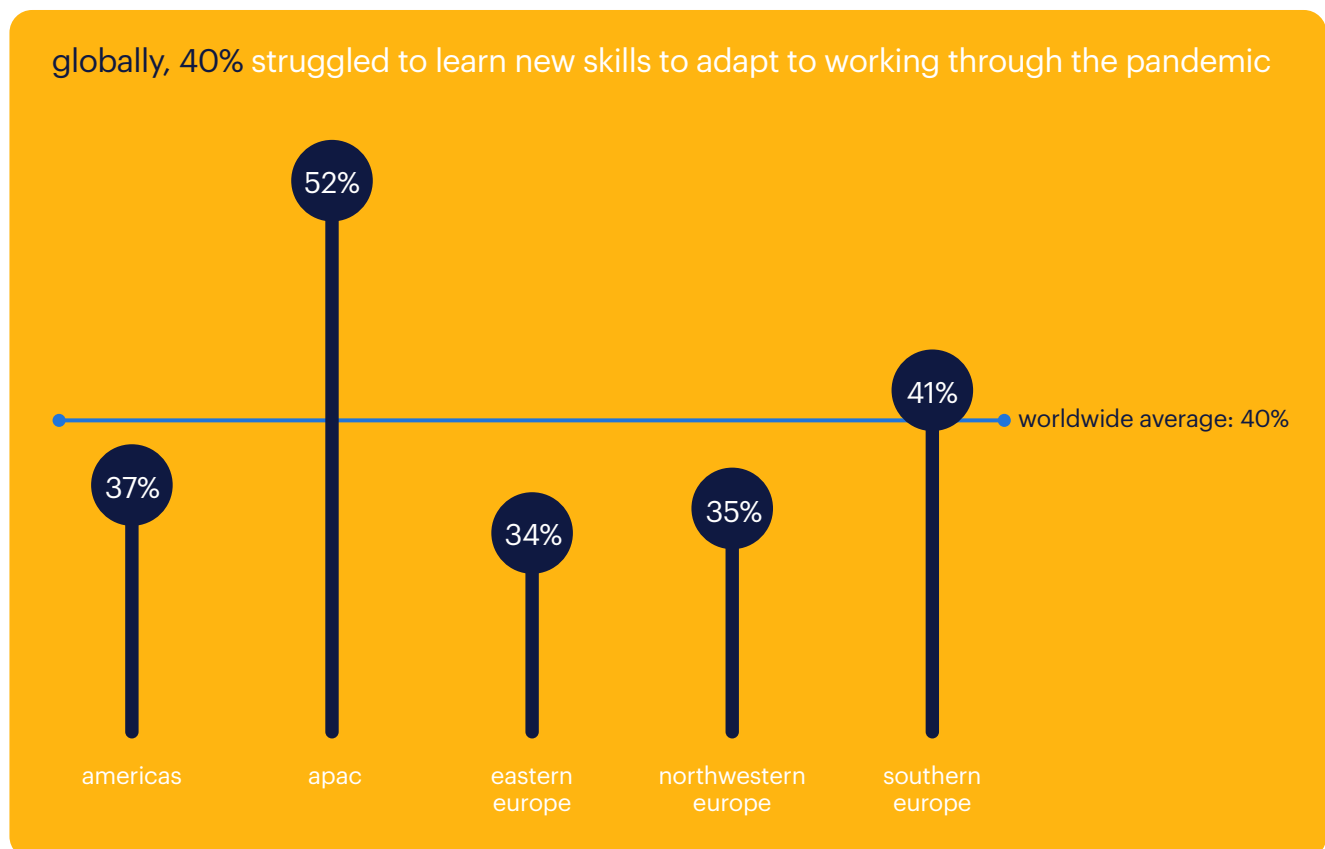 globally, 40% struggled to learn new skills to adapt to working through the pandemic
52%
41%
worldwide average: 40%
37%
35%
34%
americas
apac
eastern
europe
northwestern
europe
southern
europe